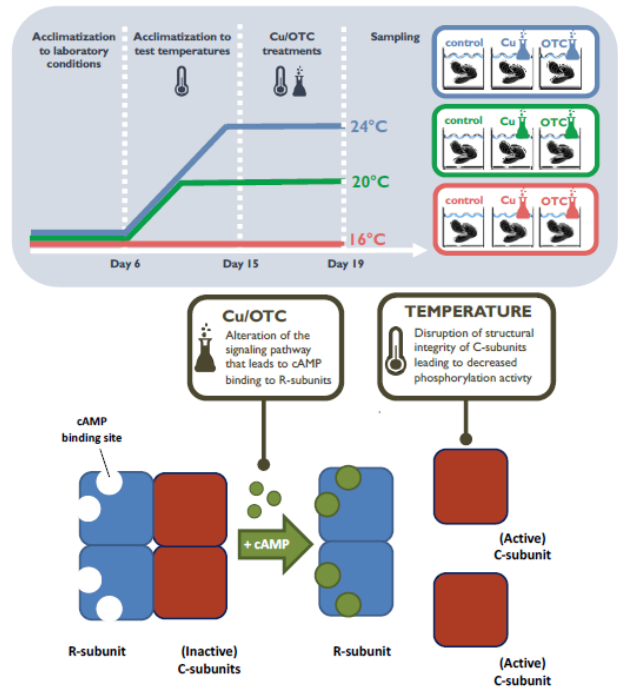 Acclimatization
to laboratory
conditions
Acclimatization to
test temperatures
Cu/OTC
treatments
Sampling
24°C
20°C
16°C
Day 6
Day 15
Day 19
control
Cu
OTC
control
Cu
OTC
control
Cu
OTC
Cu/OTC
Alteration of the
signaling pathway
that leads to cAMP
binding to R-subunits
TEMPERATURE
Disruption of structural
integrity of C-subunits
leading to decreased
phosphorylation activty
cAMP
binding site
+ cAMP
(Active)
C-subunit
R-subunit
(Inactive)
C-subunits
R-subunit
(Active)
C-subunit